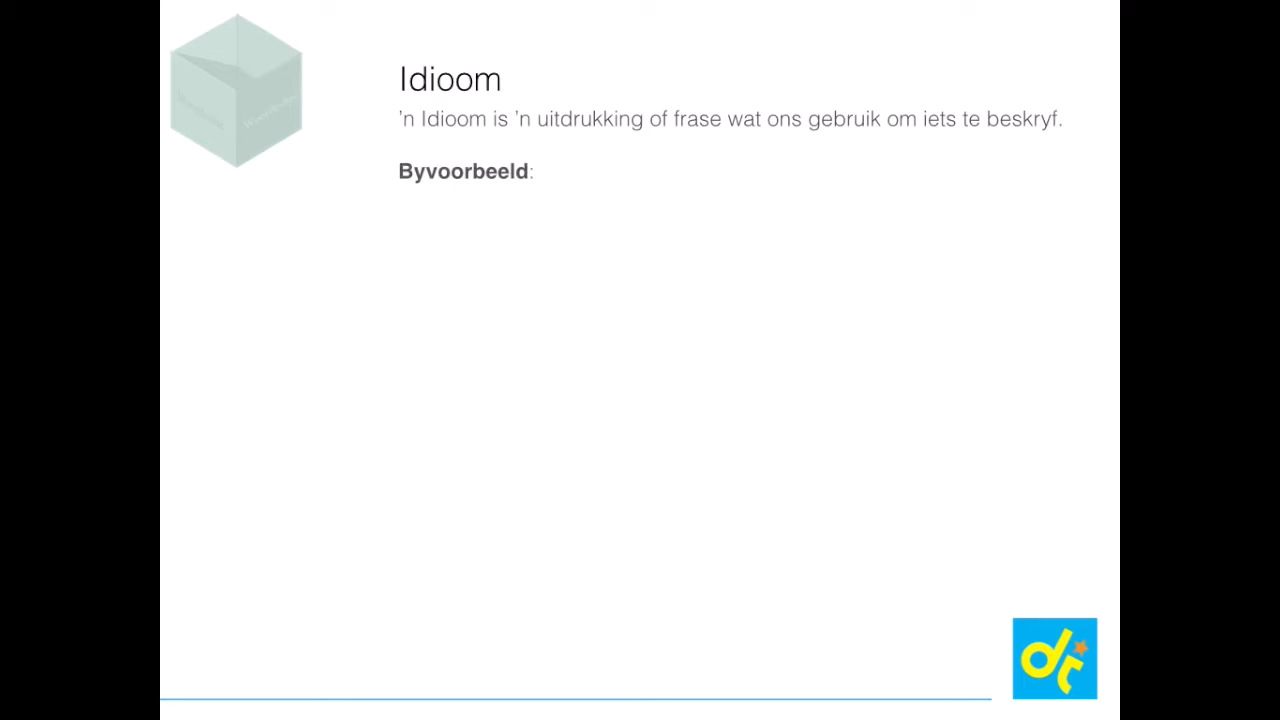 Idioom
’n Idioom is ’n uitdrukking of frase wat ons gebruik om iets te beskryf.
Byvoorbeeld: